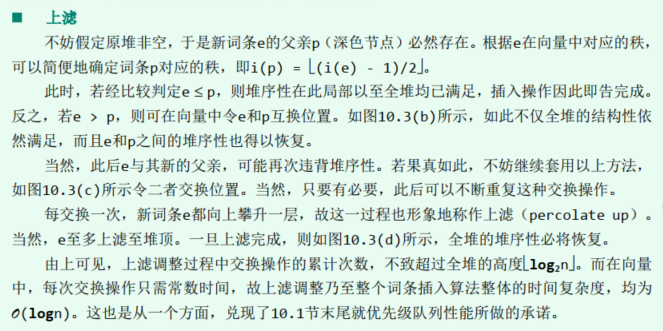 ■ 上滤
不妨假定原堆非空，于是新词条e的父亲p（深色节点）必然存在。根据e在向量中对应的秩，
可以简便地确定词条p对应的秩，即i(p) = ⌊(i(e) - 1)/2⌋。
此时，若经比较判定e ≤ p，则堆序性在此局部以至全堆均已满足，插入操作因此即告完成。
反之，若e > p，则可在向量中令e和p互换位置。如图10.3(b)所示，如此不仅全堆的结构性依
然满足，而且e和p之间的堆序性也得以恢复。
当然，此后e与其新的父亲，可能再次违背堆序性。若果真如此，不妨继续套用以上方法，
如图10.3(c)所示令二者交换位置。当然，只要有必要，此后可以不断重复这种交换操作。
每交换一次，新词条e都向上攀升一层，故这一过程也形象地称作上滤（percolate up）。
当然，e至多上滤至堆顶。一旦上滤完成，则如图10.3(d)所示，全堆的堆序性必将恢复。
由上可见，上滤调整过程中交换操作的累计次数，不致超过全堆的高度⌊log₂n⌋。而在向量
中，每次交换操作只需常数时间，故上滤调整乃至整个词条插入算法整体的时间复杂度，均为
O(logn)。这也是从一个方面，兑现了10.1节末尾就优先级队列性能所做的承诺。